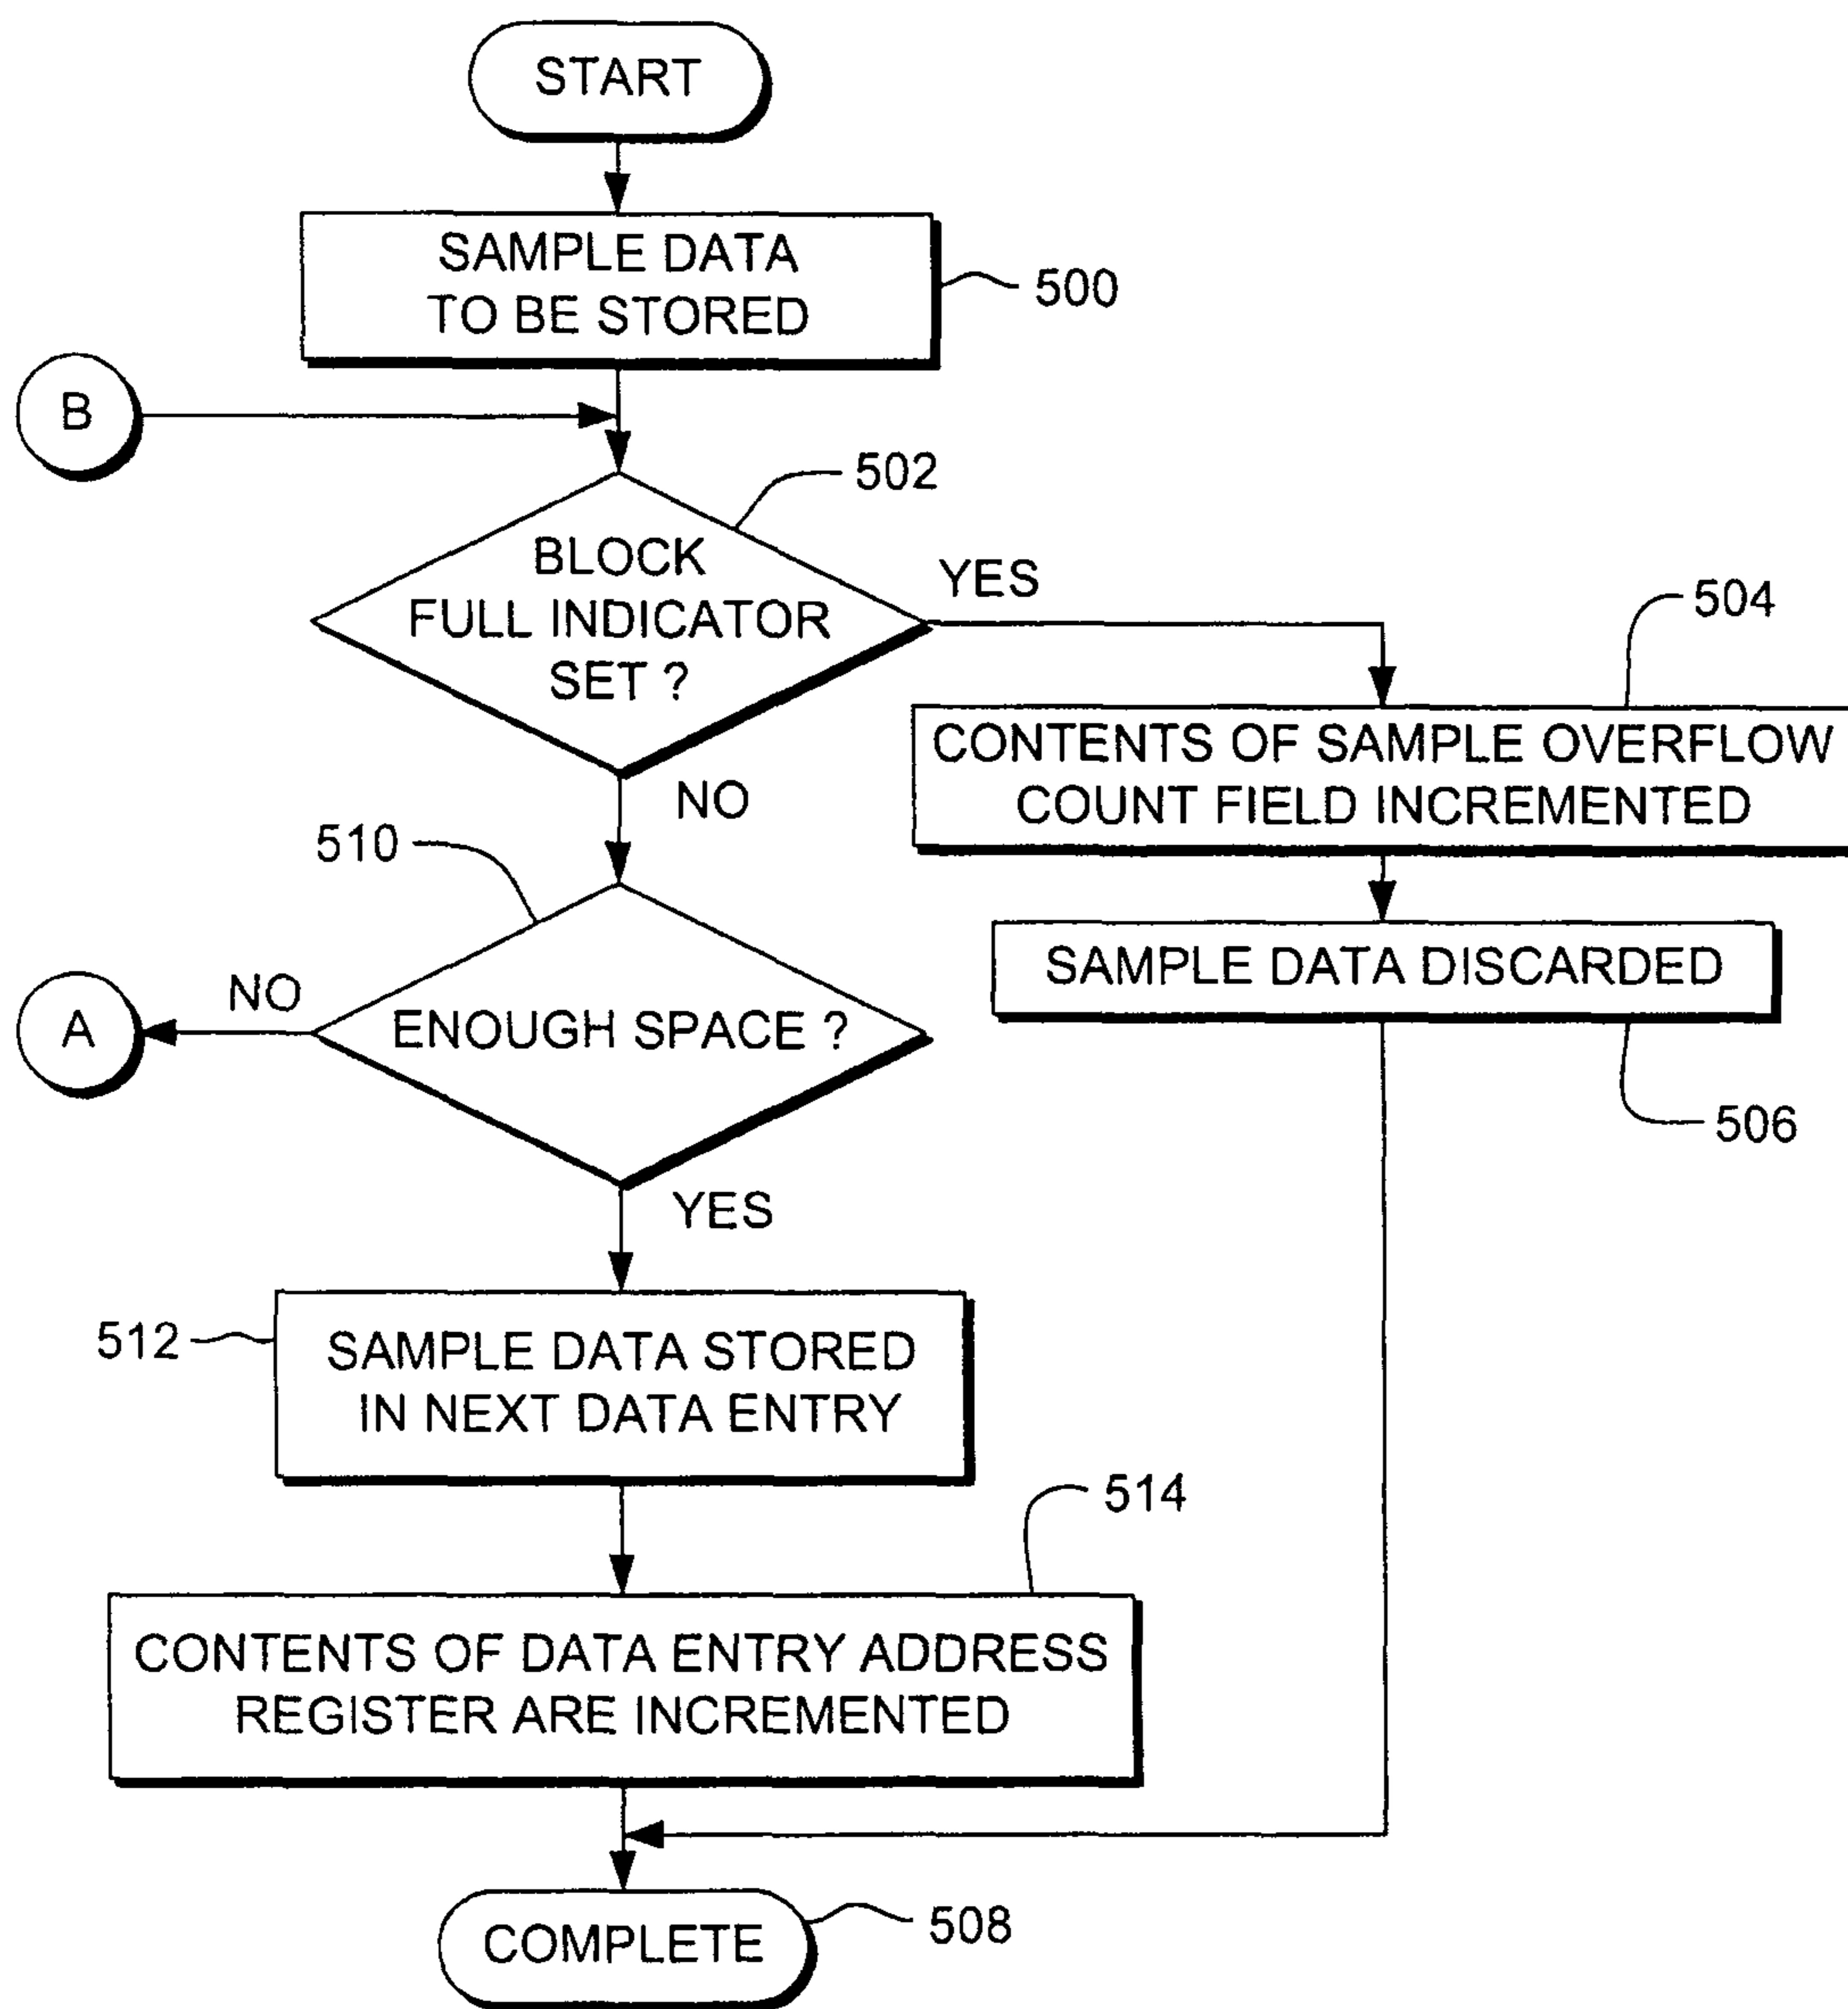 START
SAMPLE DATA
TO BE STORED
500
B
502
BLOCK
FULL INDICATOR
SET ?
YES
504
CONTENTS OF SAMPLE OVERFLOW
COUNT FIELD INCREMENTED
NO
510
SAMPLE DATA DISCARDED
506
NO
A
ENOUGH SPACE ?
YES
512
SAMPLE DATA STORED
IN NEXT DATA ENTRY
514
CONTENTS OF DATA ENTRY ADDRESS
REGISTER ARE INCREMENTED
COMPLETE
508